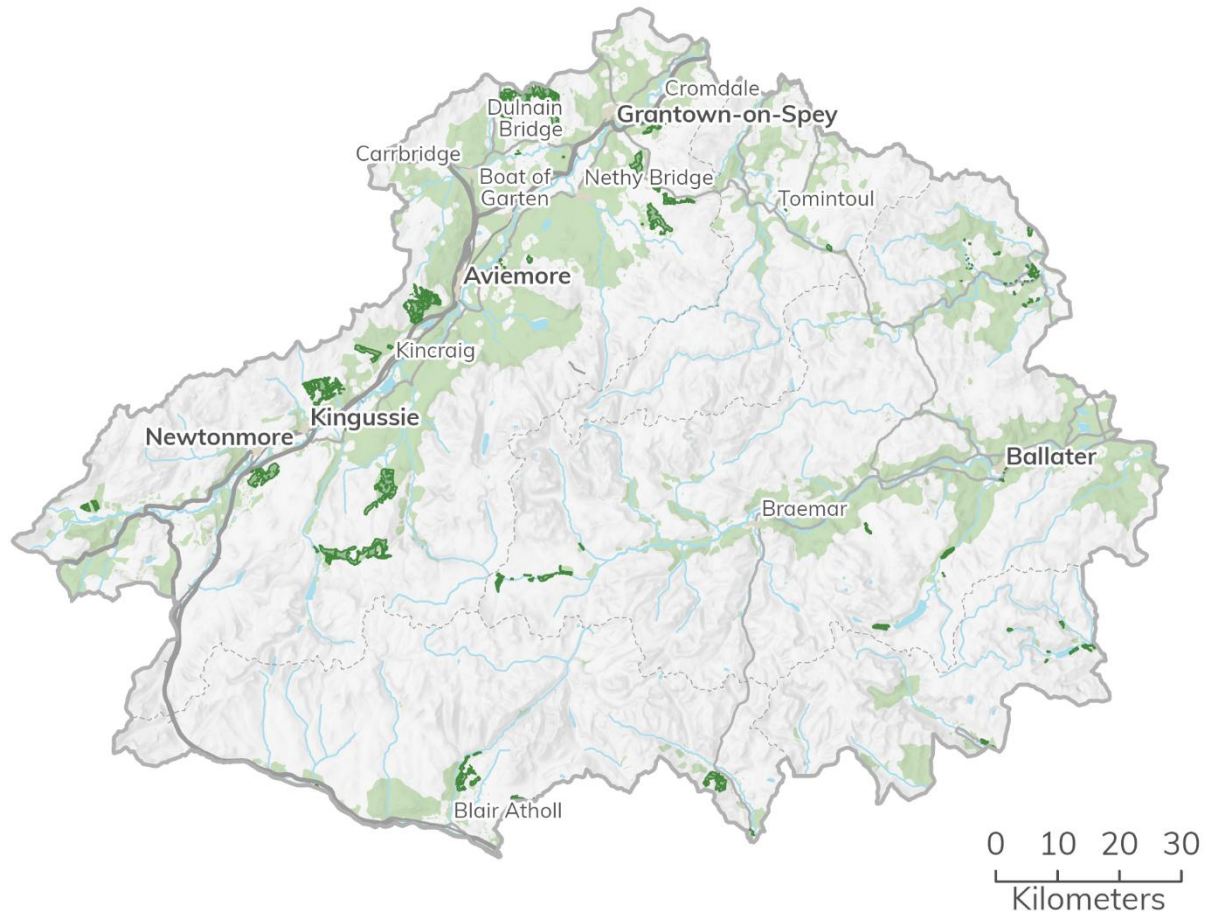 Cromdale
Grantown-on-Spey
Dulnain
Bridge
Carrbridge
Boat of
Garten
Nethy Bridge
Tomintoul
Aviemore
Kincraig
Kingussie
Newtonmore
Ballater
Braemar
Blair Atholl
0 10 20 30
Kilometers